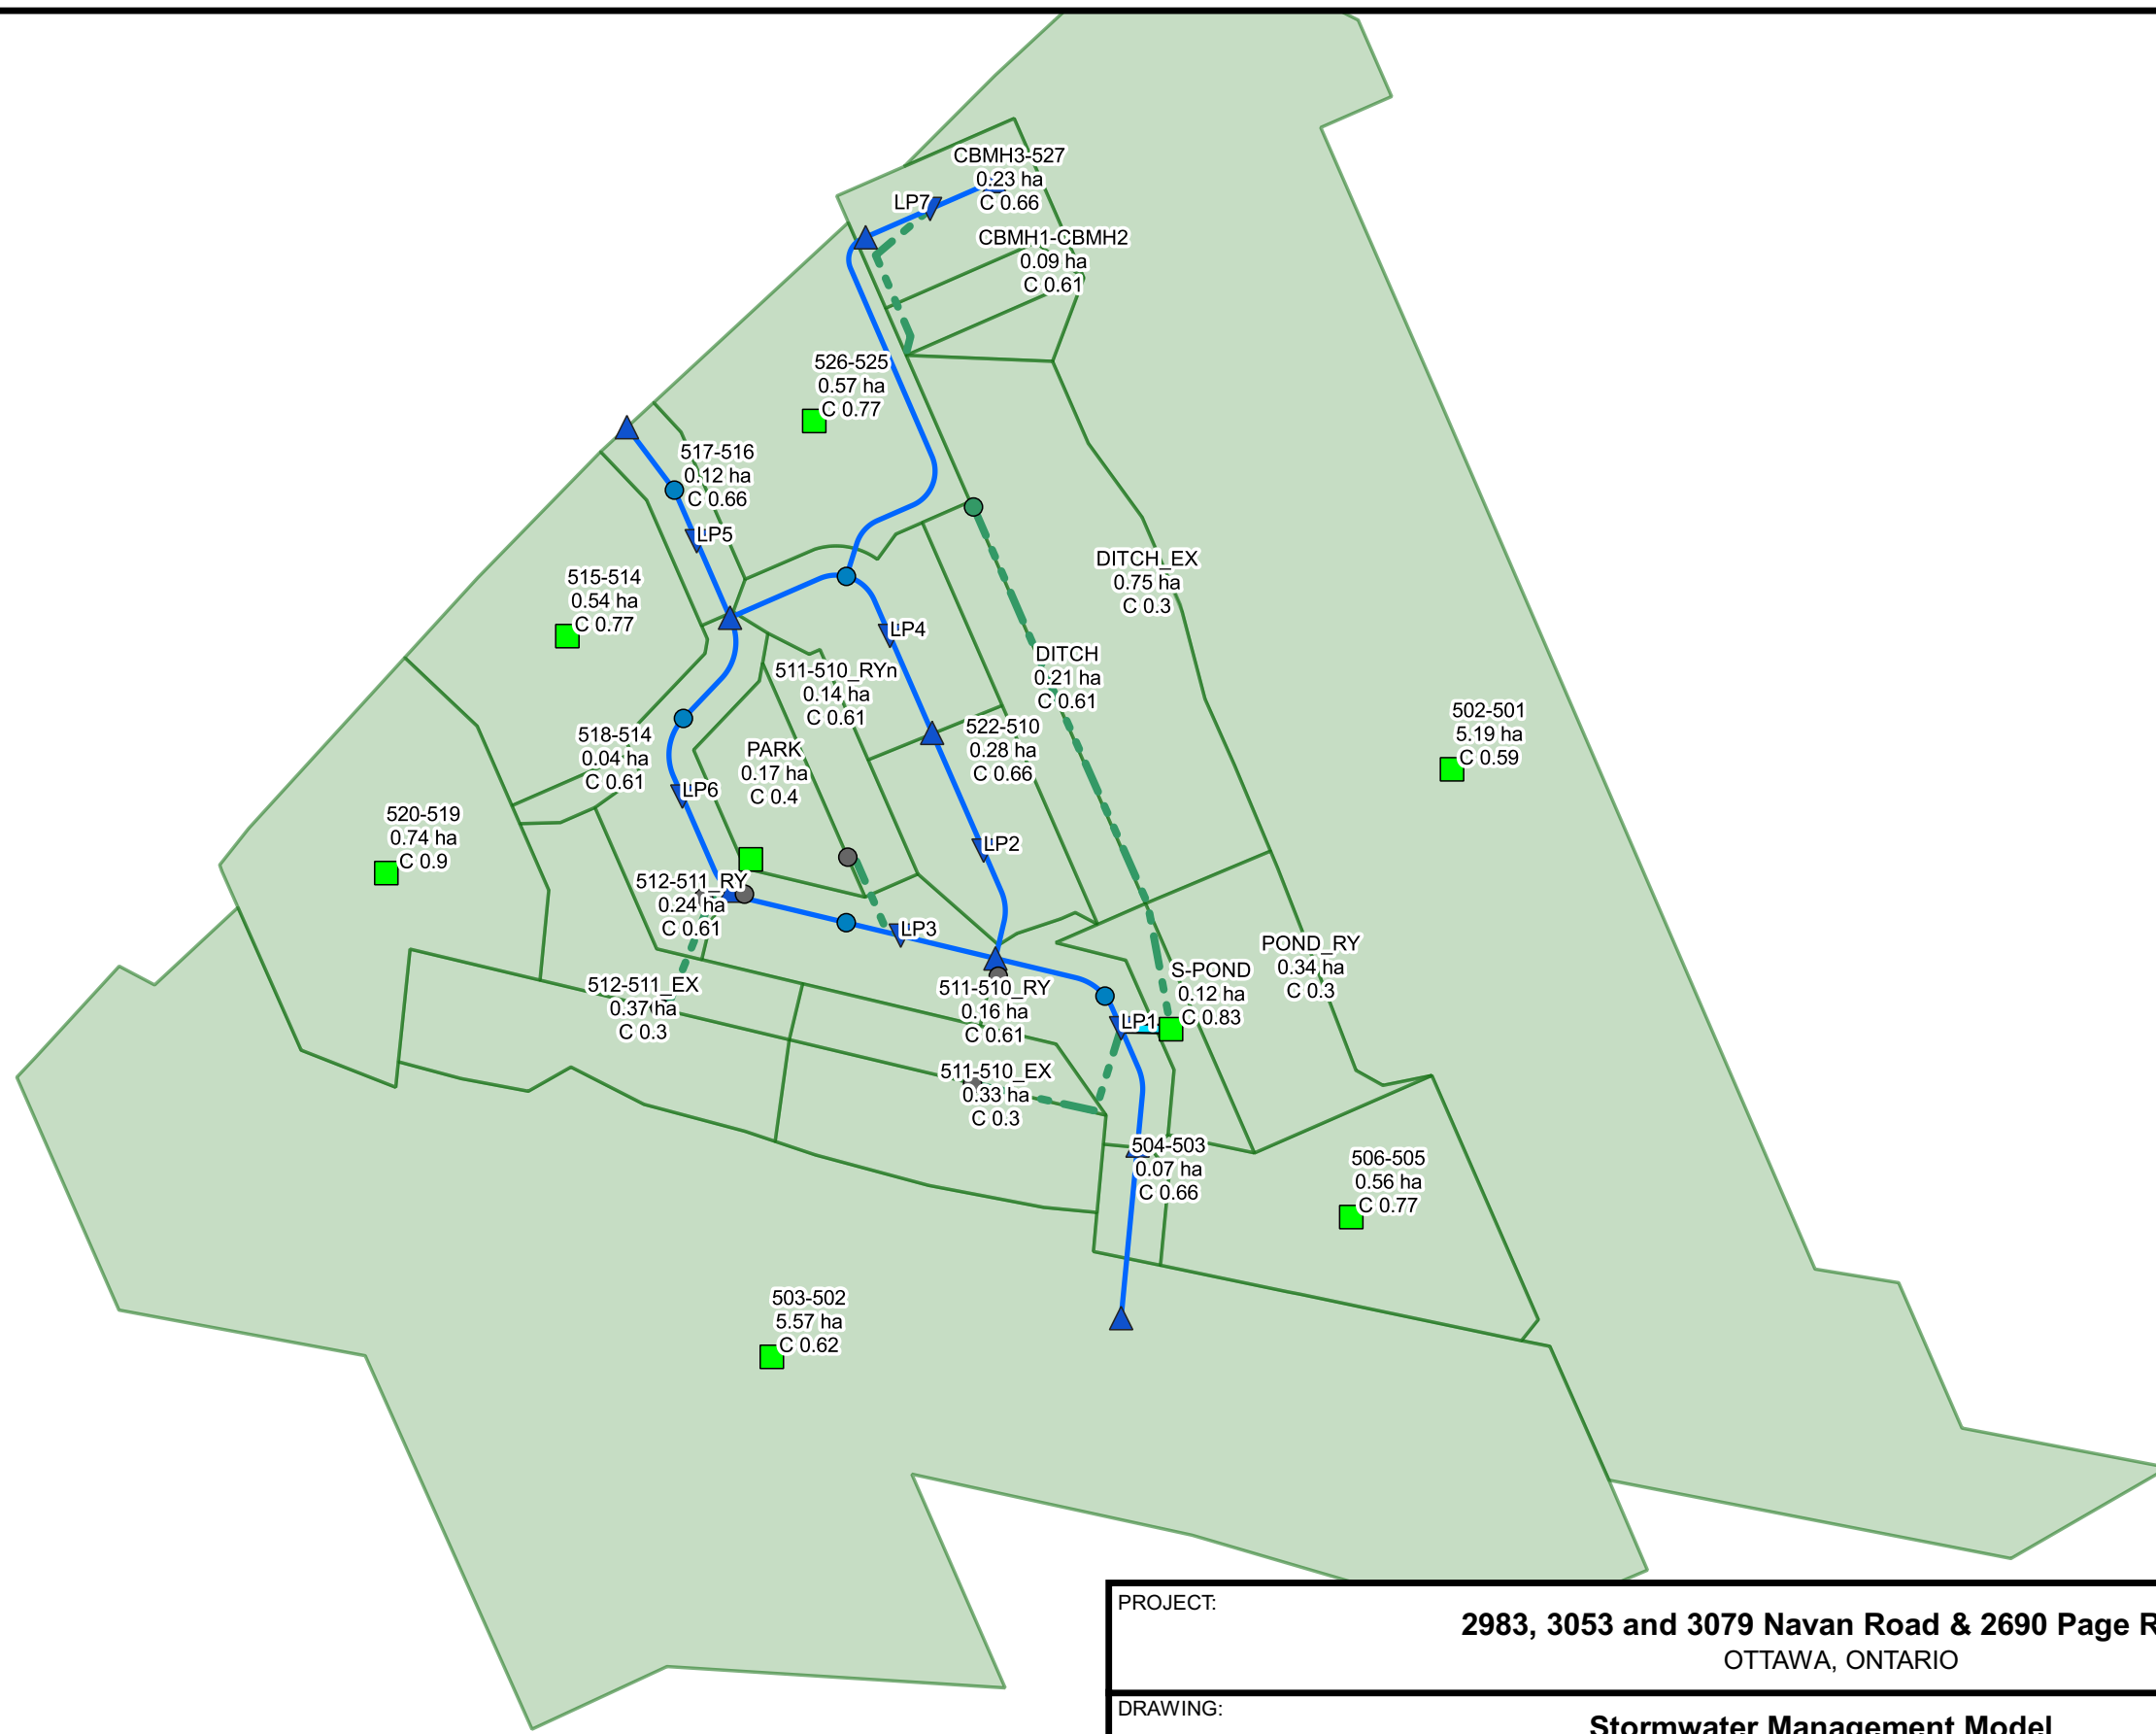 CBMH3-527
0.23 ha
C 0.66
LP7
CBMH1-CBMH2
0.09 ha
C 0.61
526-525
0.57 ha
C 0.77
517-516
0.12 ha
C 0.66
LP5
DITCH_EX
0.75 ha
C 0.3
515-514
0.54 ha
C 0.77
LP4
511-510_RYn
0.14 ha
C 0.61
DITCH
0.21 ha
C 0.61
502-501
5.19 ha
C 0.59
522-510
0.28 ha
C 0.66
518-514
0.04 ha
C 0.61
PARK
0.17 ha
C 0.4
LP6
520-519
0.74 ha
C 0.9
LP2
512-511_RY
0.24 ha
C 0.61
LP3
POND_RY
0.34 ha
C 0.3
S-POND
0.12 ha
C 0.83
512-511_EX
0.37 ha
C 0.3
511-510_RY
0.16 ha
C 0.61
LP1
511-510_EX
0.33 ha
C 0.3
504-503
0.07 ha
C 0.66
506-505
0.56 ha
C 0.77
503-502
5.57 ha
C 0.62
PROJECT:
2983, 3053 and 3079 Navan Road & 2690 Page R
OTTAWA, ONTARIO
DRAWING:
Stormwater Management Model